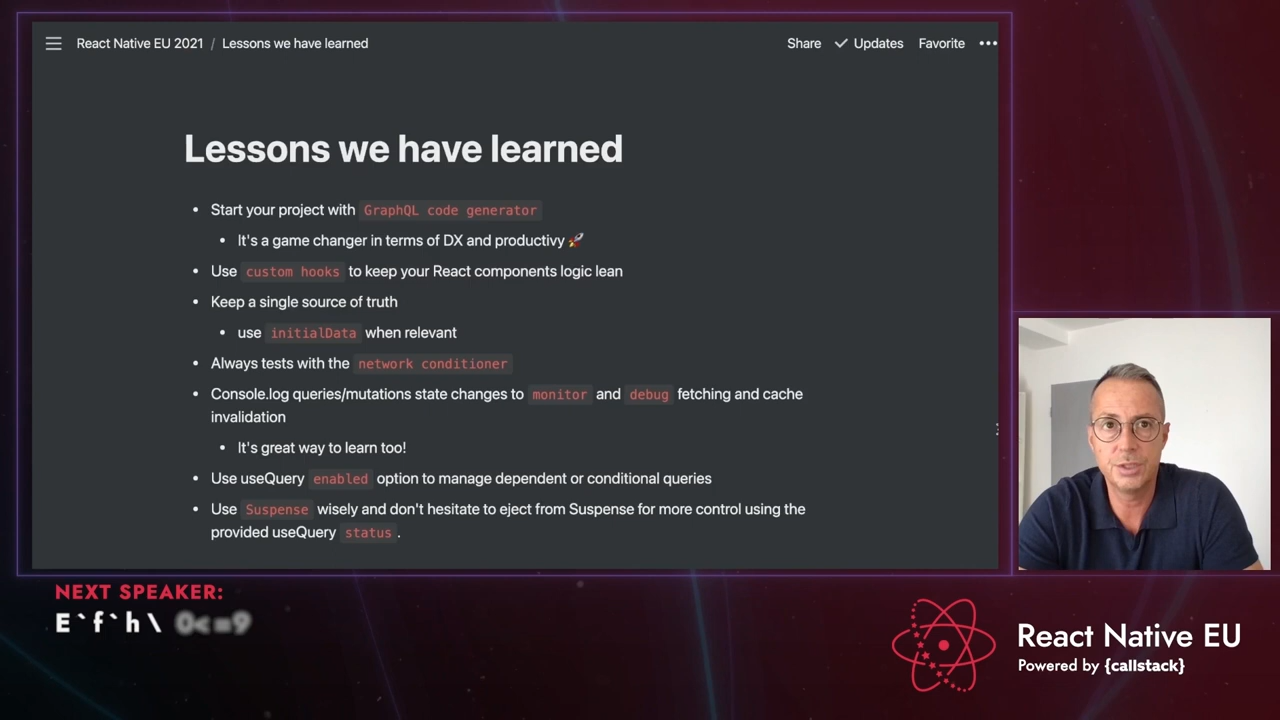 React Native EU 2021 / Lessons we have learned
Share ✓ Updates Favorite •••
Lessons we have learned
• Start your project with GraphQL code generator
• It's a game changer in terms of DX and productivy 🚀
• Use custom hooks to keep your React components logic lean
• Keep a single source of truth
• use initialData when relevant
• Always tests with the network conditioner
• Console.log queries/mutations state changes to monitor and debug fetching and cache
invalidation
• It's great way to learn too!
• Use useQuery enabled option to manage dependent or conditional queries
• Use Suspense wisely and don't hesitate to eject from Suspense for more control using the
provided useQuery status.
NEXT SPEAKER:
E`f`h\
React Native EU
Powered by {callstack}